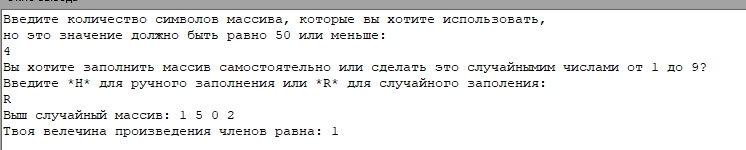 Введите количество символов массива, которые вы хотите использовать,
но это значение должно быть равно 50 или меньше:
4
Вы хотите заполнить массив самостоятельно или сделать это случайнымим числами от 1 до 9?
Введите *H* для ручного заполнения или *R* для случайного заполения:
R
Выш случайный массив: 1 5 0 2
Твоя велечина произведения членов равна: 1